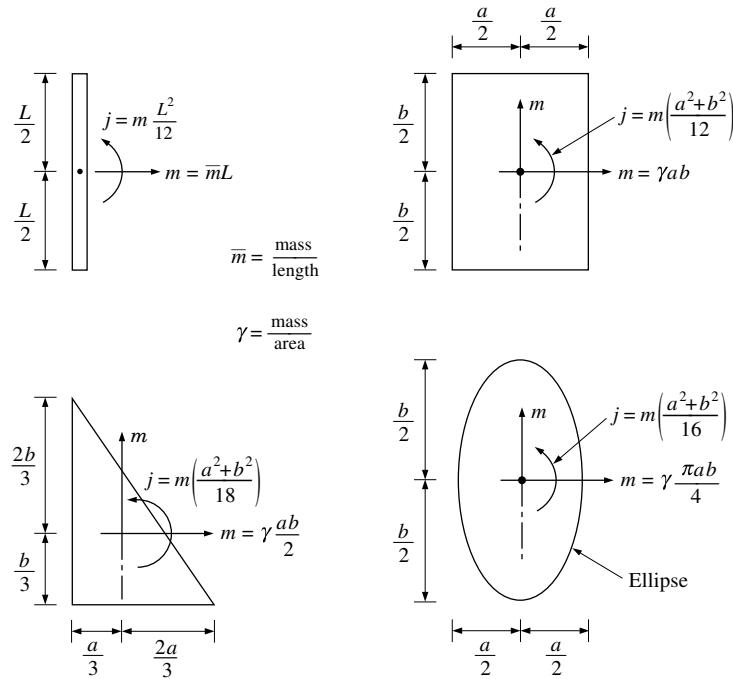 L/2
L/2
j = m L²/12
m = m̅L
a/2 a/2
b/2
b/2
m
j = m((a²+b²)/12)
m = γab
m̅ = mass/length
γ = mass/area
2b/3
b/3
m
j = m((a²+b²)/18)
m = γ ab/2
a/3 2a/3
b/2
b/2
m
j = m((a²+b²)/16)
m = γ πab/4
Ellipse
a/2 a/2